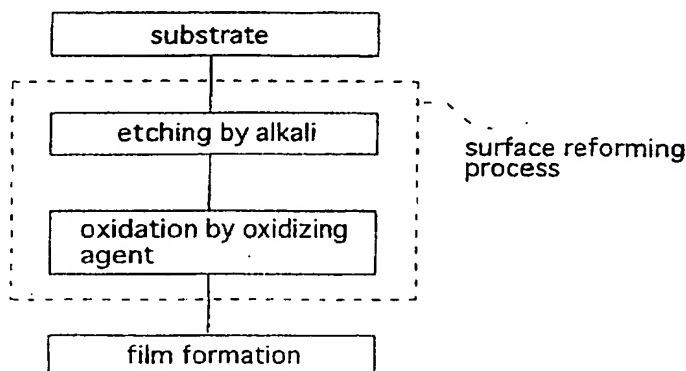 substrate
etching by alkali
surface reforming
process
oxidation by oxidizing
agent
film formation